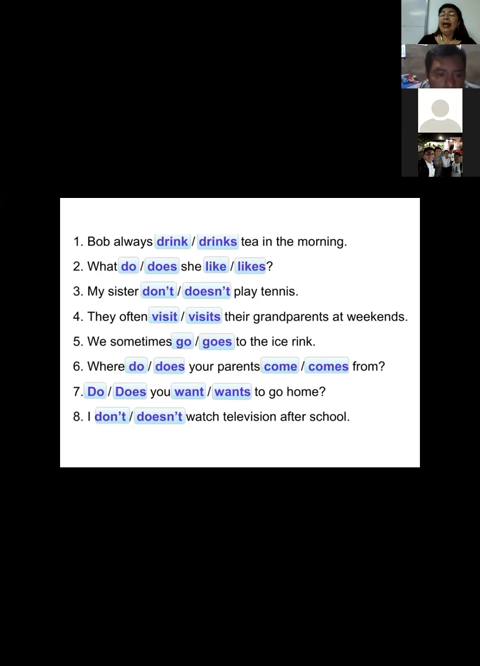 1. Bob always drink / drinks tea in the morning.
2. What do / does she like / likes?
3. My sister don't / doesn't play tennis.
4. They often visit / visits their grandparents at weekends.
5. We sometimes go / goes to the ice rink.
6. Where do / does your parents come / comes from?
7. Do / Does you want / wants to go home?
8. I don't / doesn't watch television after school.